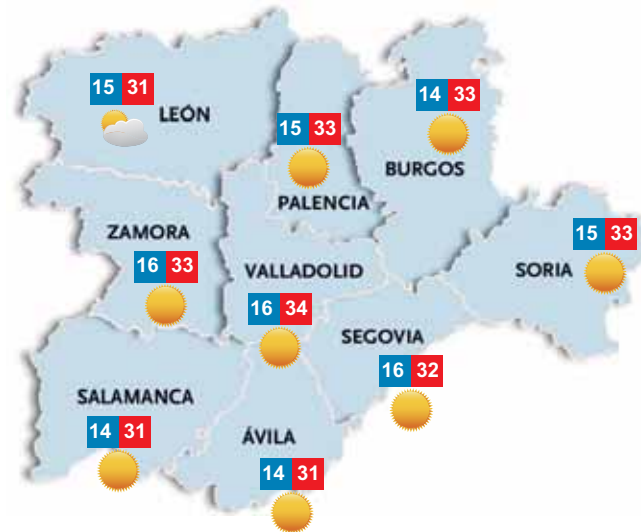 15 31
LEÓN
14 33
BURGOS
15 33
PALENCIA
ZAMORA
16 33
VALLADOLID
16 34
15 33
SORIA
SEGOVIA
16 32
SALAMANCA
14 31
ÁVILA
14 31